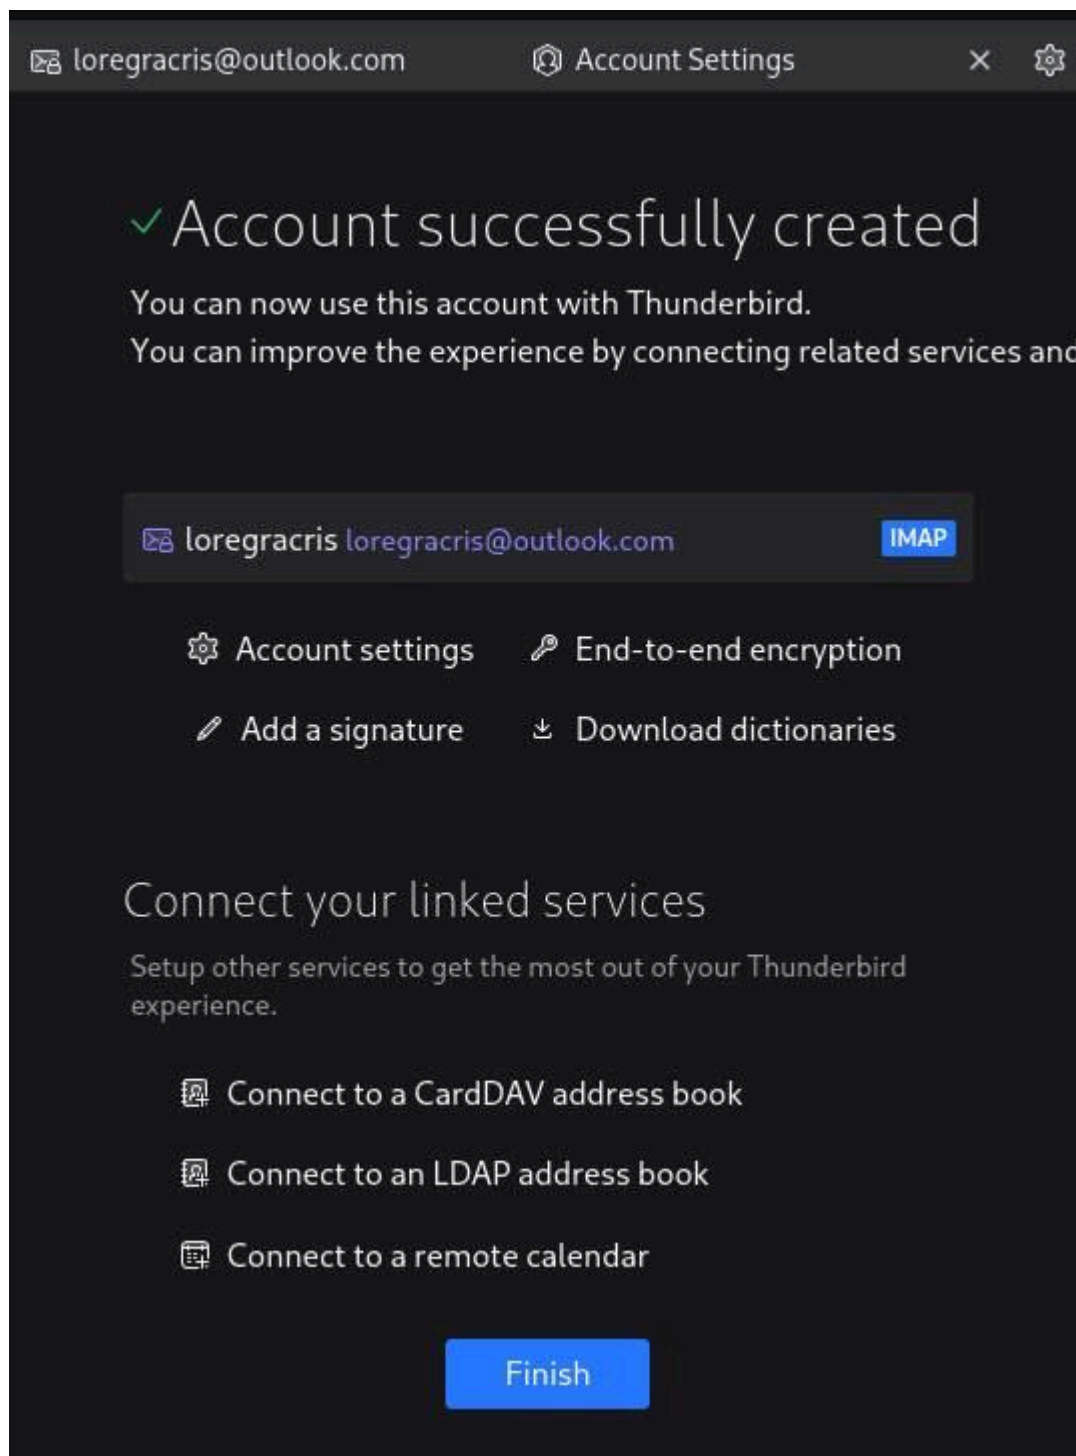 loregracris@outlook.com Account Settings
Account successfully created
You can now use this account with Thunderbird.
You can improve the experience by connecting related services and
loregracris loregracris@outlook.com IMAP
Account settings End-to-end encryption
Add a signature Download dictionaries
Connect your linked services
Setup other services to get the most out of your Thunderbird
experience.
Connect to a CardDAV address book
Connect to an LDAP address book
Connect to a remote calendar
Finish